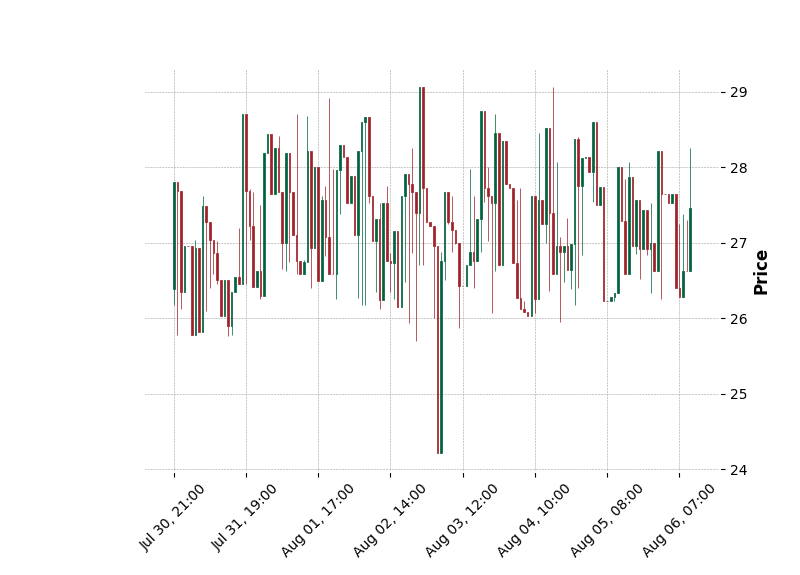 29
28
27
26
25
24
Price
Jul 30, 21:00
Jul 31, 19:00
Aug 01, 17:00
Aug 02, 14:00
Aug 03, 12:00
Aug 04, 10:00
Aug 05, 08:00
Aug 06, 07:00